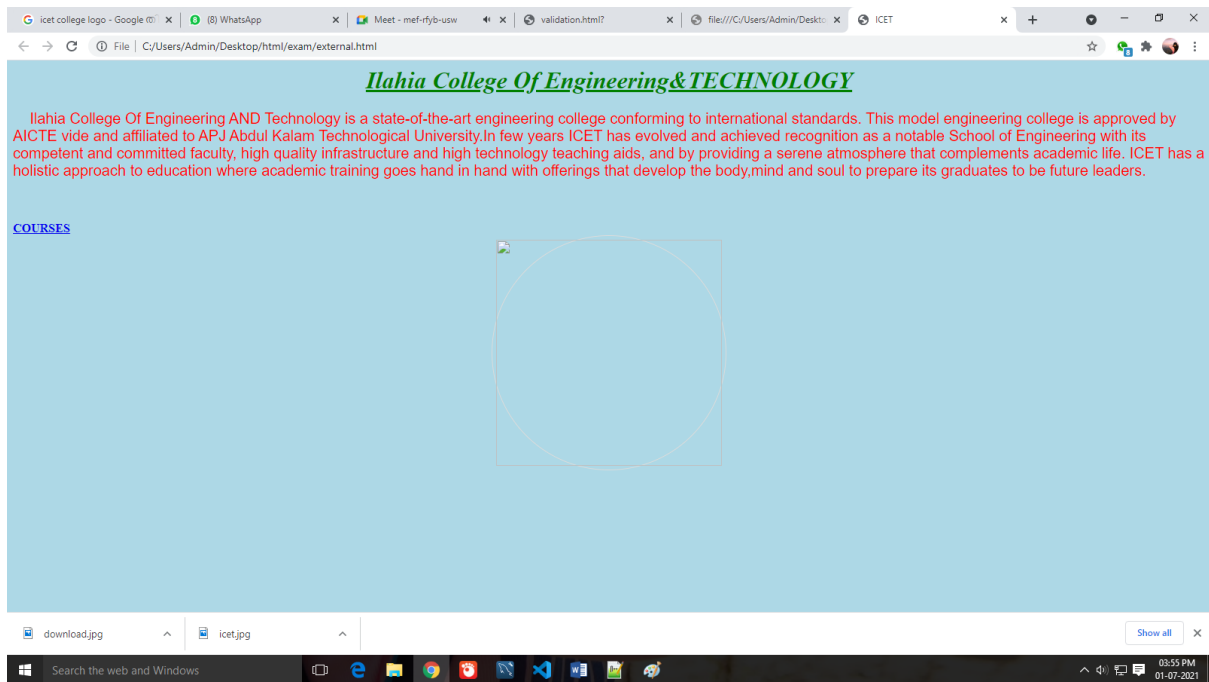 icet college logo - Google ത
(8) WhatsApp
Meet - mef-rfyb-usw
validation.html?
file:///C:/Users/Admin/Deskto
ICET
File
C:/Users/Admin/Desktop/html/exam/external.html
Ilahia College Of Engineering&TECHNOLOGY
Ilahia College Of Engineering AND Technology is a state-of-the-art engineering college conforming to international standards. This model engineering college is approved by
AICTE vide and affiliated to APJ Abdul Kalam Technological University.In few years ICET has evolved and achieved recognition as a notable School of Engineering with its
competent and committed faculty, high quality infrastructure and high technology teaching aids, and by providing a serene atmosphere that complements academic life. ICET has a
holistic approach to education where academic training goes hand in hand with offerings that develop the body,mind and soul to prepare its graduates to be future leaders.
COURSES
download.jpg
icet.jpg
Show all
Search the web and Windows
03:55 PM
01-07-2021